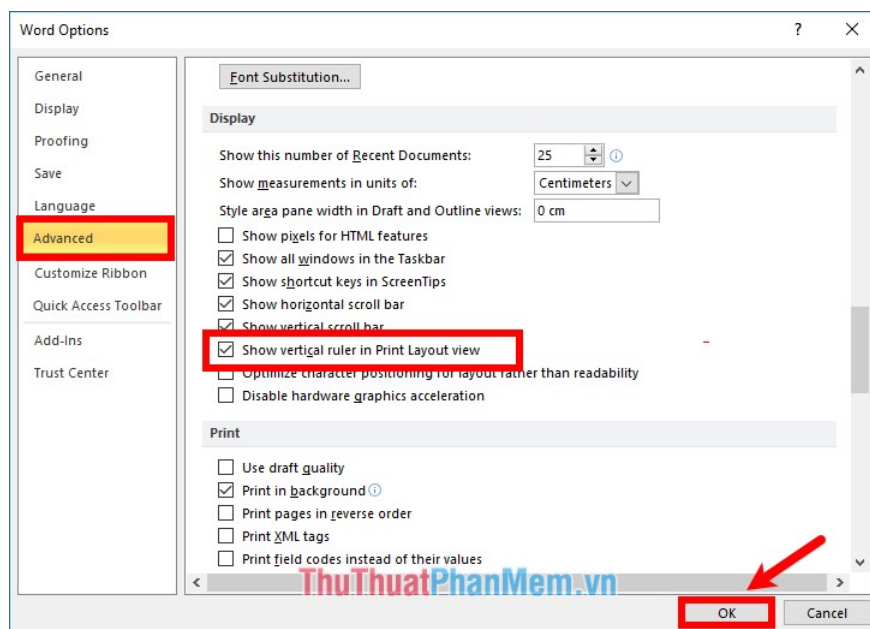 Word Options
?
General
Display
Proofing
Save
Language
Advanced
Customize Ribbon
Quick Access Toolbar
Add-Ins
Trust Center
Font Substitution...
Display
Show this number of Recent Documents: 25
Show measurements in units of: Centimeters
Style area pane width in Draft and Outline views: 0 cm
Show pixels for HTML features
Show all windows in the Taskbar
Show shortcut keys in ScreenTips
Show horizontal scroll bar
Show vertical scroll bar
Show vertical ruler in Print Layout view
Optimize character positioning for layout rather than readability
Disable hardware graphics acceleration
Print
Use draft quality
Print in background
Print pages in reverse order
Print XML tags
Print field codes instead of their values
ThuThuatPhanMem.vn
OK
Cancel